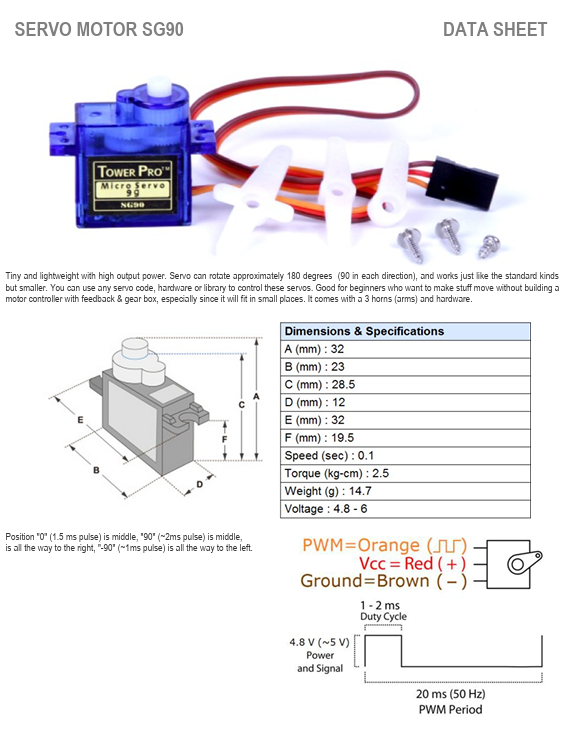 SERVO MOTOR SG90
DATA SHEET
TOWER PRO™
Micro Servo
9g
SG90
Tiny and lightweight with high output power. Servo can rotate approximately 180 degrees (90 in each direction), and works just like the standard kinds
but smaller. You can use any servo code, hardware or library to control these servos. Good for beginners who want to make stuff move without building a
motor controller with feedback & gear box, especially since it will fit in small places. It comes with a 3 horns (arms) and hardware.
A
C
E
F
B
D
Dimensions & Specifications
A (mm) : 32
B (mm) : 23
C (mm) : 28.5
D (mm) : 12
E (mm) : 32
F (mm) : 19.5
Speed (sec) : 0.1
Torque (kg-cm) : 2.5
Weight (g) : 14.7
Voltage : 4.8 - 6
Position "0" (1.5 ms pulse) is middle, "90" (~2ms pulse) is middle,
is all the way to the right, "-90" (~1ms pulse) is all the way to the left.
PWM=Orange (⎍⎍)
Vcc = Red ( + )
Ground=Brown ( − )
1 - 2 ms
Duty Cycle
4.8 V (~5 V)
Power
and Signal
20 ms (50 Hz)
PWM Period